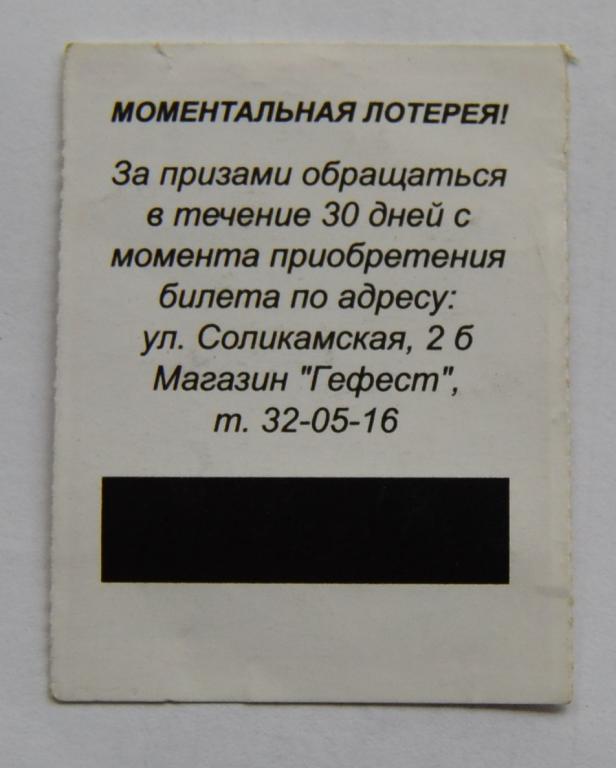 МОМЕНТАЛЬНАЯ ЛОТЕРЕЯ!
За призами обращаться
в течение 30 дней с
момента приобретения
билета по адресу:
ул. Соликамская, 2 б
Магазин "Гефест",
т. 32-05-16